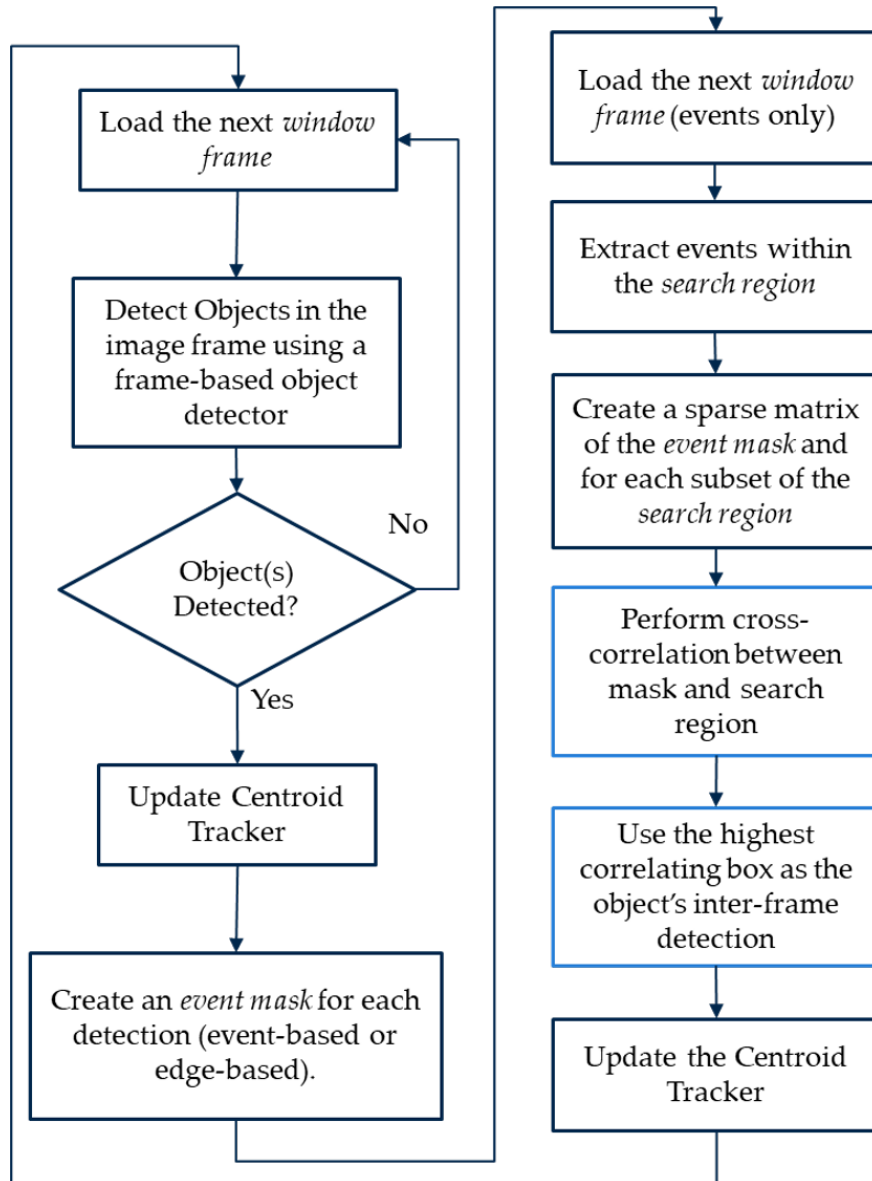 Load the next window
frame
Detect Objects in the
image frame using a
frame-based object
detector
No
Object(s)
Detected?
Yes
Update Centroid
Tracker
Create an event mask for each
detection (event-based or
edge-based).
Load the next window
frame (events only)
Extract events within
the search region
Create a sparse matrix
of the event mask and
for each subset of the
search region
Perform cross-
correlation between
mask and search
region
Use the highest
correlating box as the
object’s inter-frame
detection
Update the Centroid
Tracker